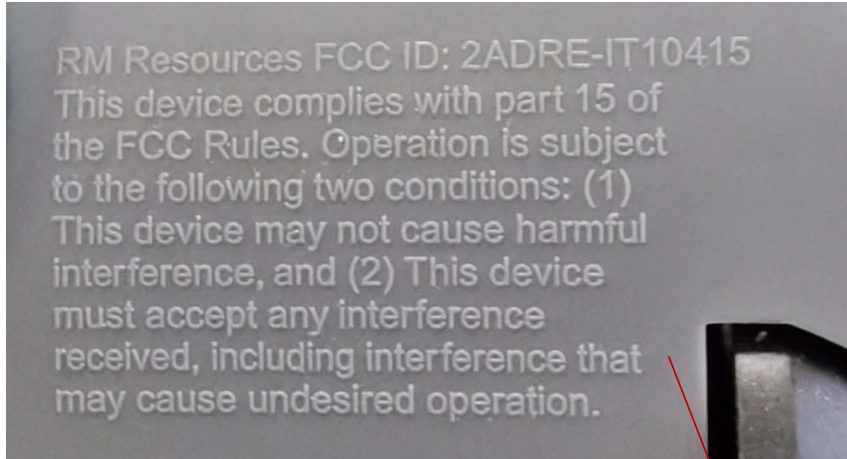 RM Resources FCC ID: 2ADRE-IT10415
This device complies with part 15 of
the FCC Rules. Operation is subject
to the following two conditions: (1)
This device may not cause harmful
interference, and (2) This device
must accept any interference
received, including interference that
may cause undesired operation.